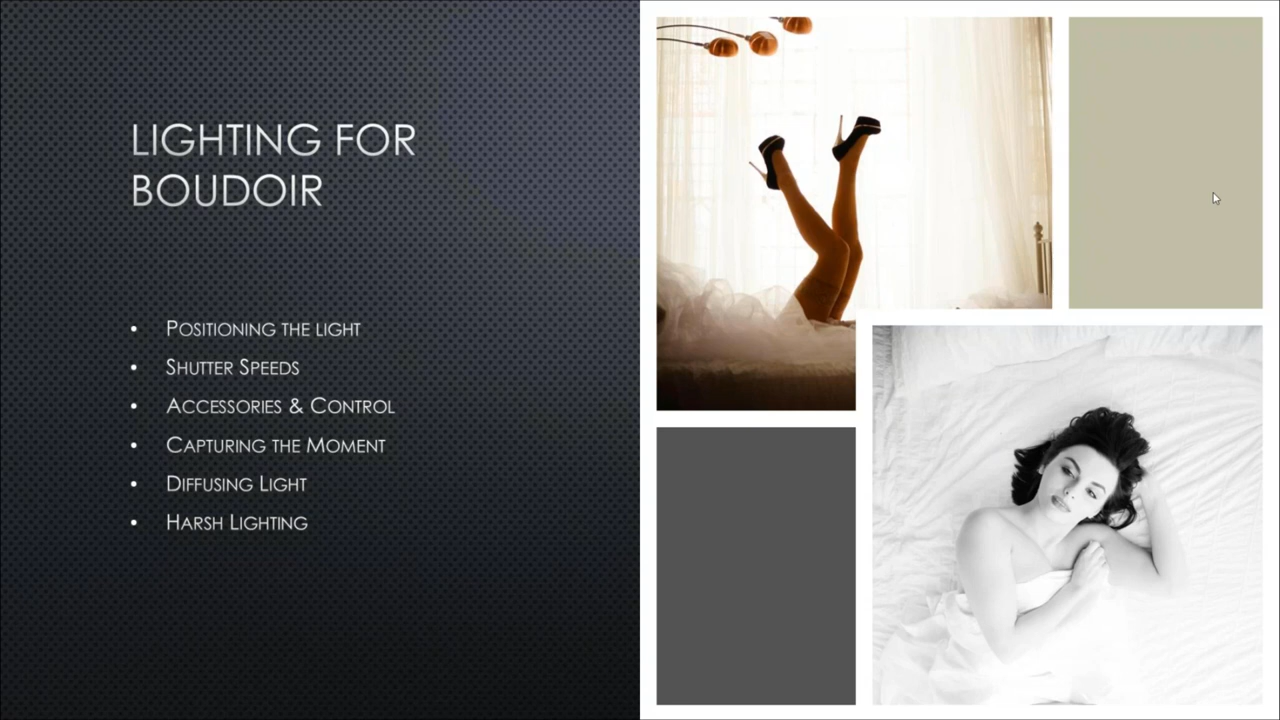 LIGHTING FOR
BOUDOIR
• POSITIONING THE LIGHT
• SHUTTER SPEEDS
• ACCESSORIES & CONTROL
• CAPTURING THE MOMENT
• DIFFUSING LIGHT
• HARSH LIGHTING